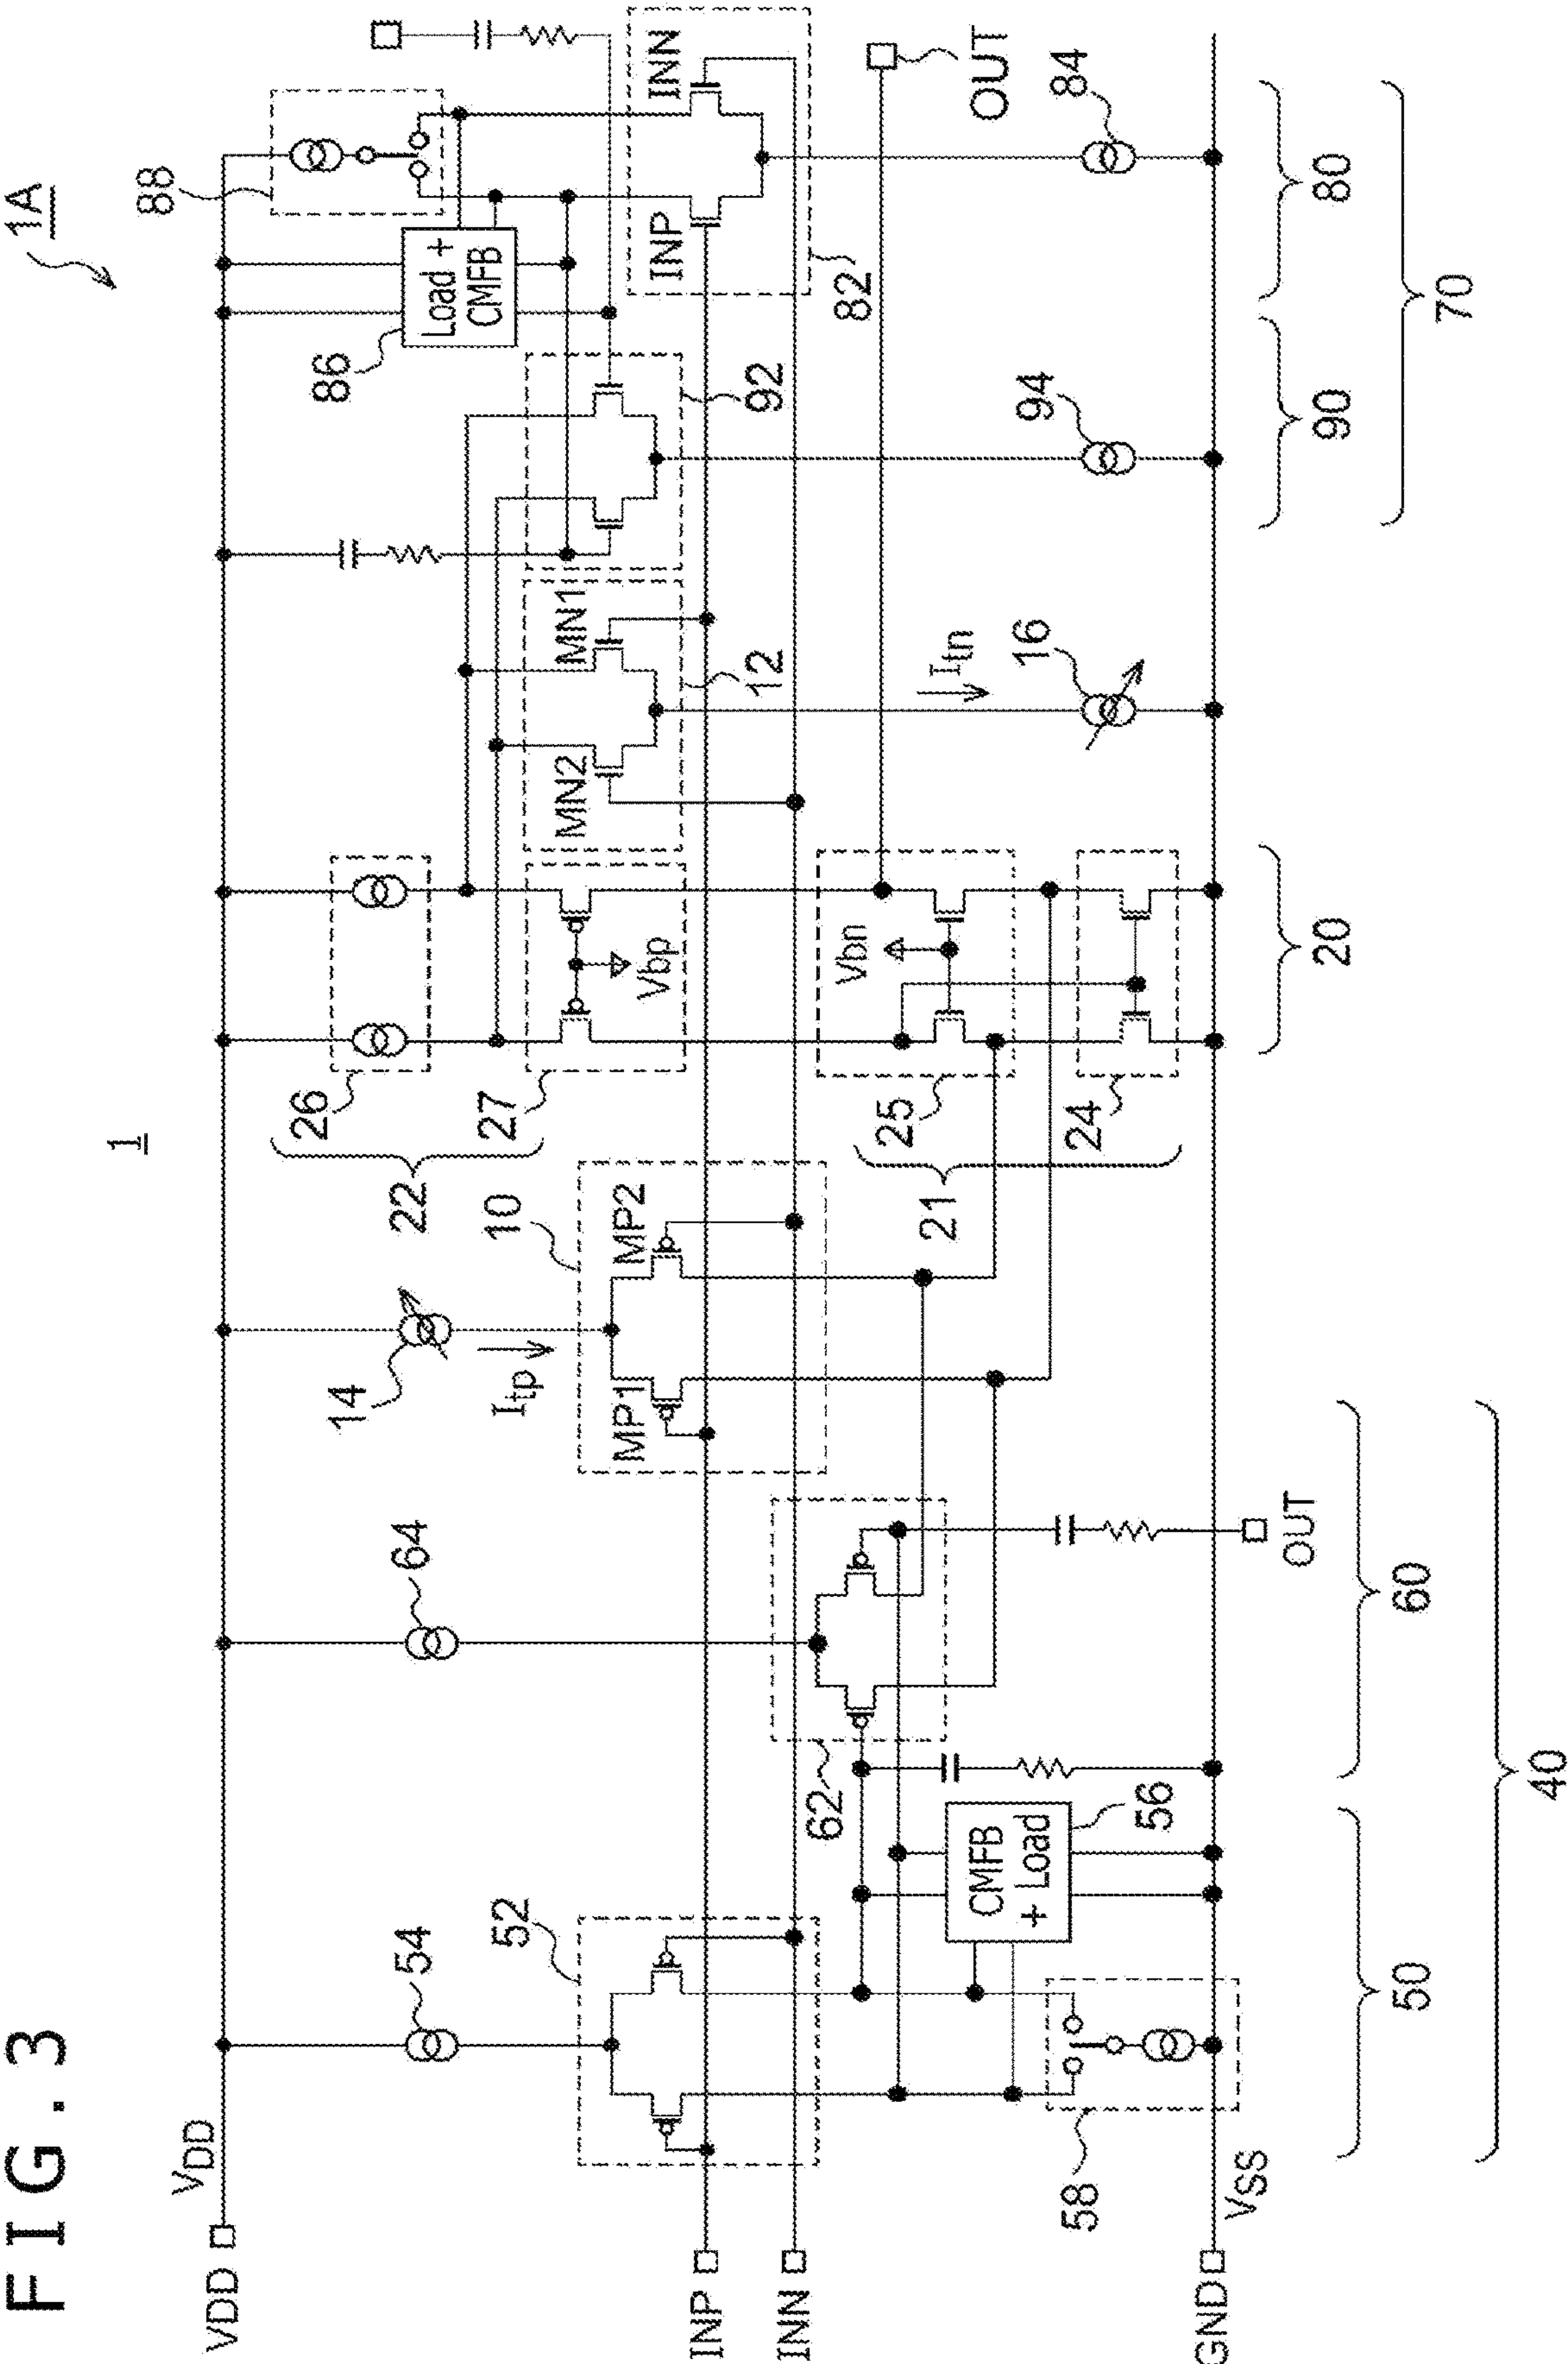 FIG. 3
1
1A
VDD
VDD
54
64
14
Itp
26
22
27
88
86
Load +
CMFB
52
MP1
MP2
10
Vbp
MN2
MN1
12
92
INP
INN
82
INP
INN
62
CMFB
+ Load
56
21
25
24
Vbn
Itn
16
94
84
OUT
58
VSS
GND
OUT
50
60
40
20
90
80
70